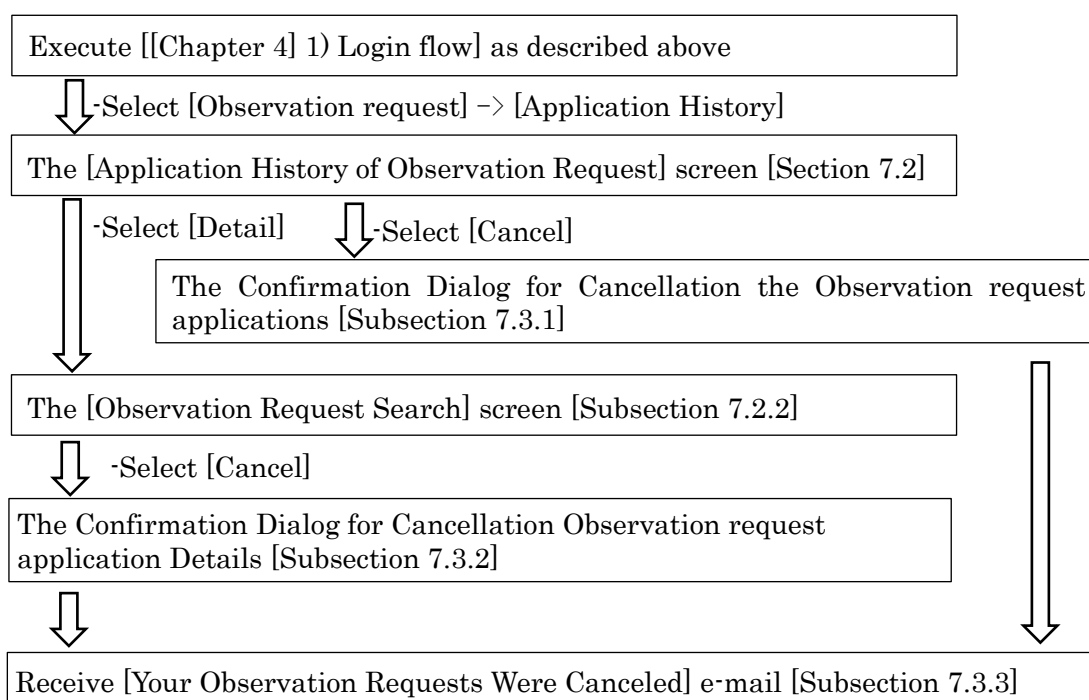 Execute [[Chapter 4] 1) Login flow] as described above
-Select [Observation request] -> [Application History]
The [Application History of Observation Request] screen [Section 7.2]
-Select [Detail]
-Select [Cancel]
The Confirmation Dialog for Cancellation the Observation request
applications [Subsection 7.3.1]
The [Observation Request Search] screen [Subsection 7.2.2]
-Select [Cancel]
The Confirmation Dialog for Cancellation Observation request
application Details [Subsection 7.3.2]
Receive [Your Observation Requests Were Canceled] e-mail [Subsection 7.3.3]